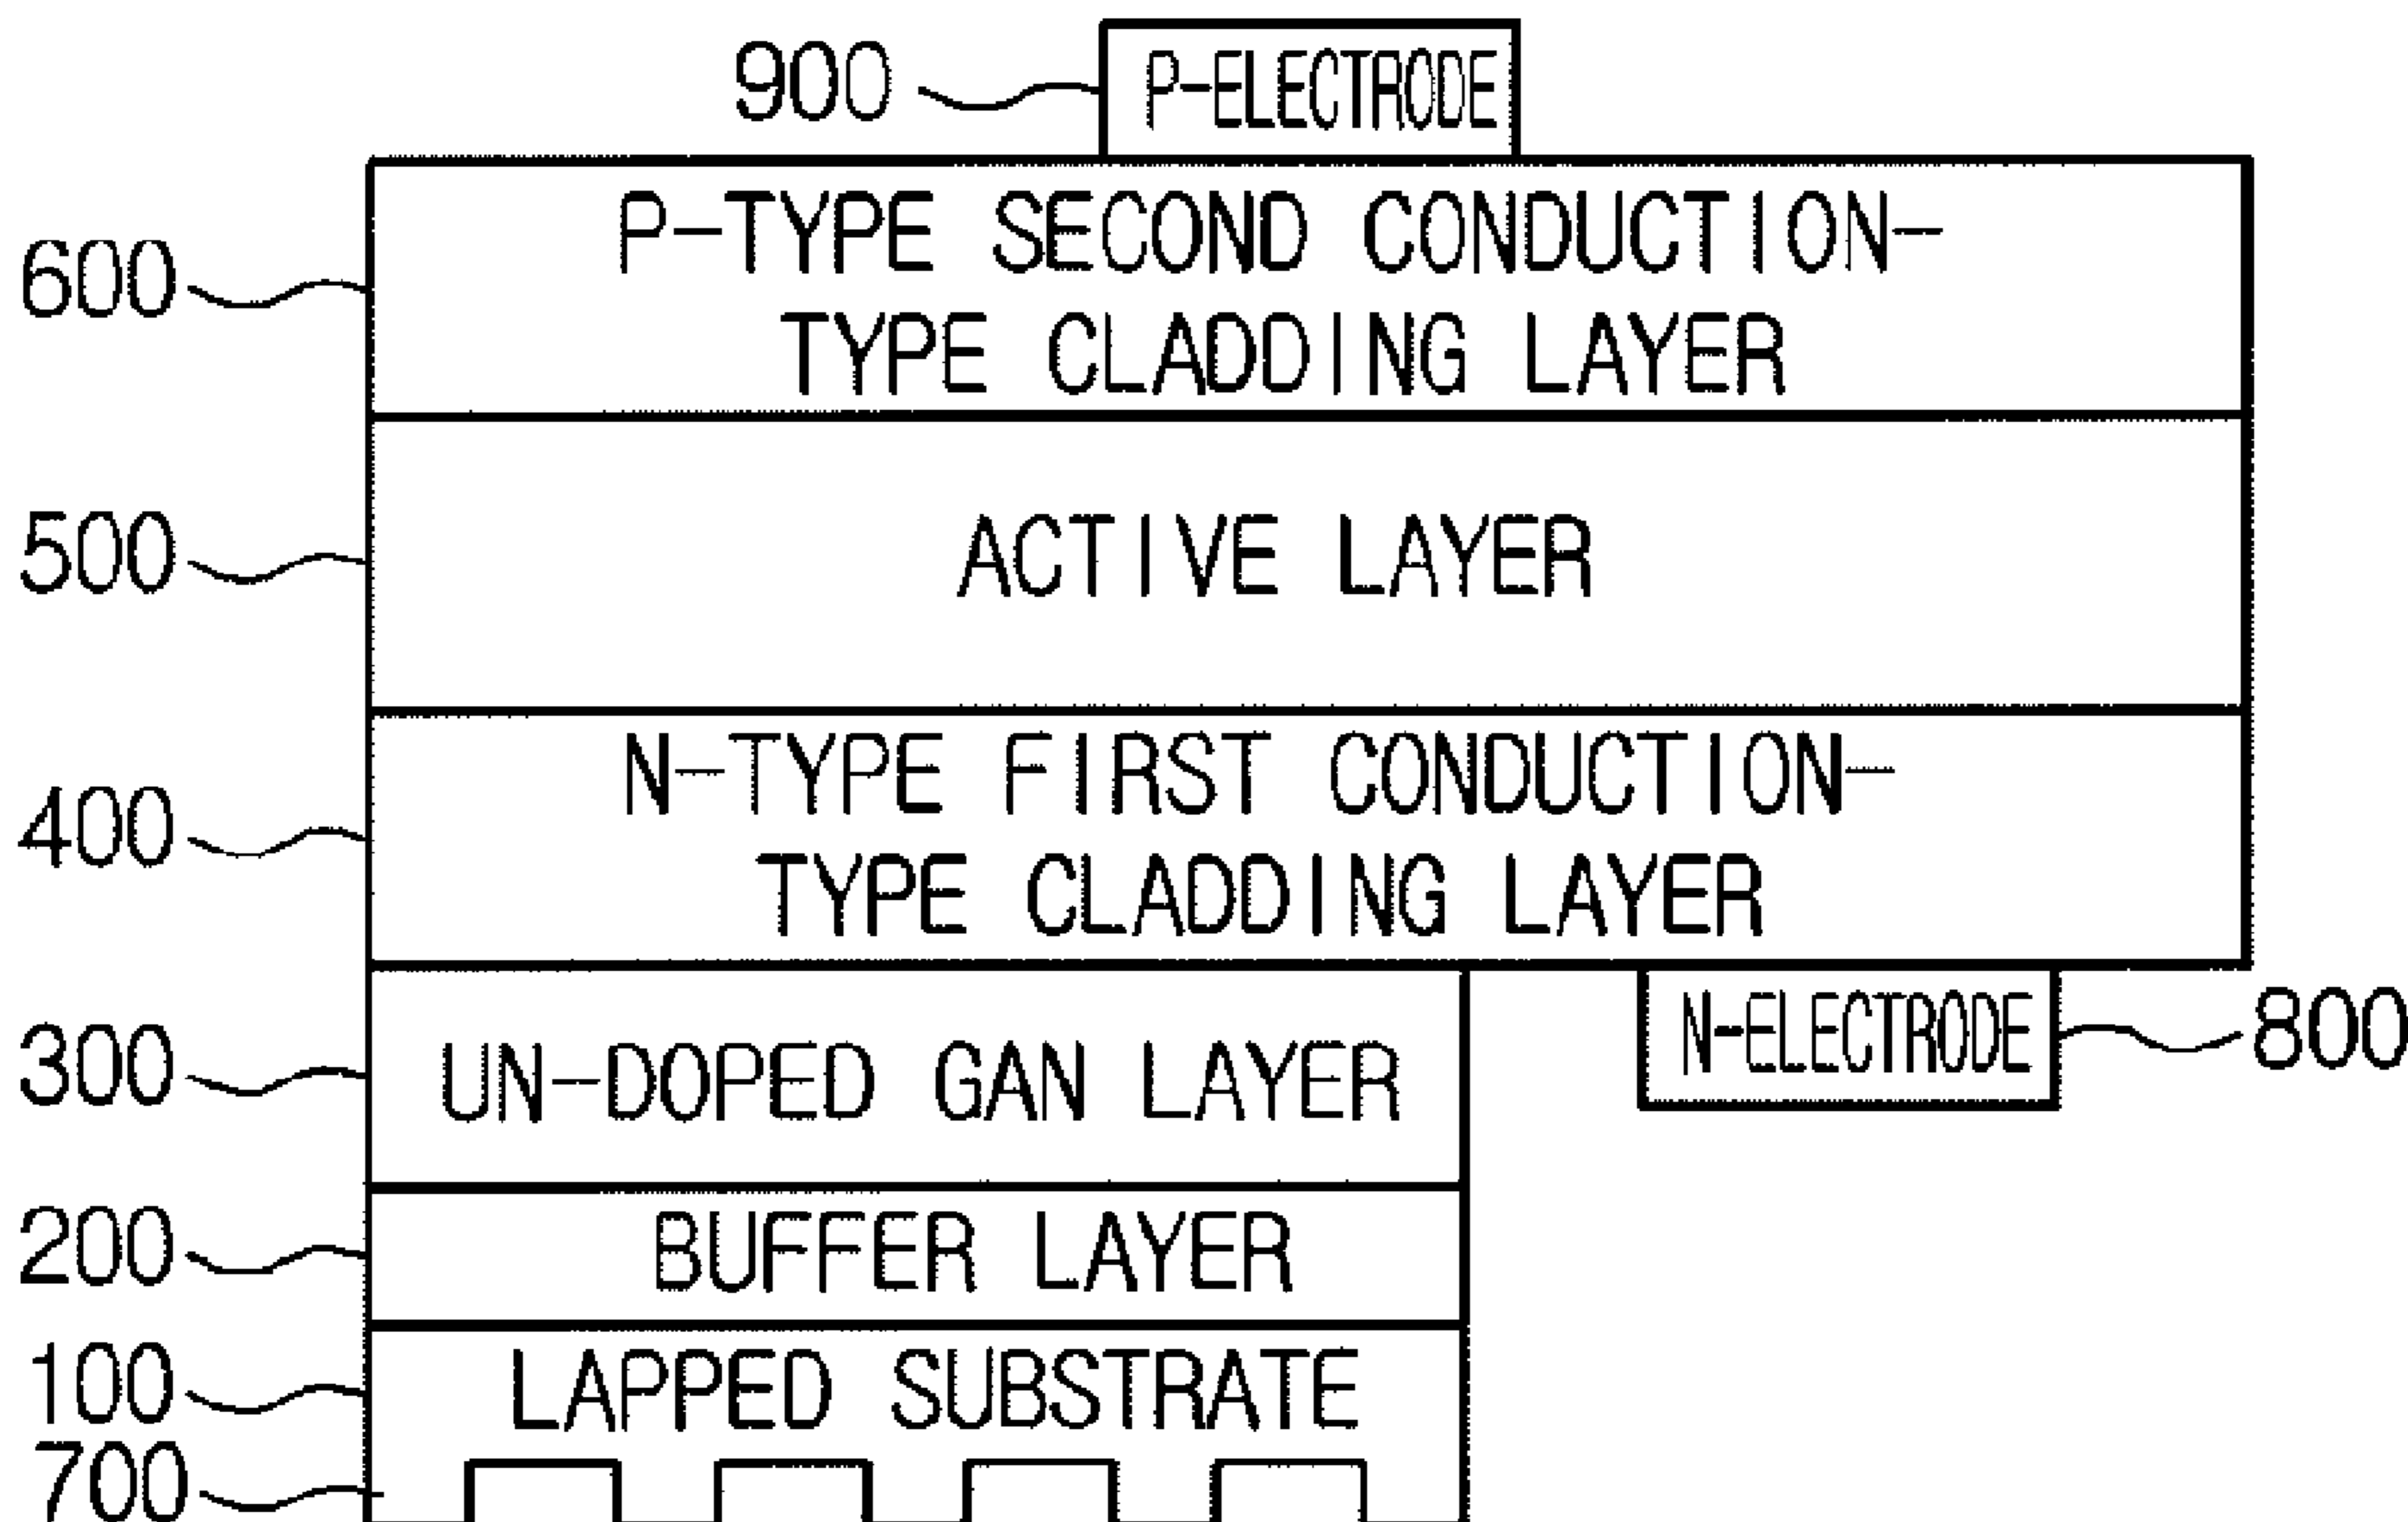 900 P-ELECTRODE
P-TYPE SECOND CONDUCTION-
600
TYPE CLADDING LAYER
500 ACTIVE LAYER
N-TYPE FIRST CONDUCTION-
400
TYPE CLADDING LAYER
N-ELECTRODE 800
300 UN-DOPED GAN LAYER
200 BUFFER LAYER
100 LAPPED SUBSTRATE
700